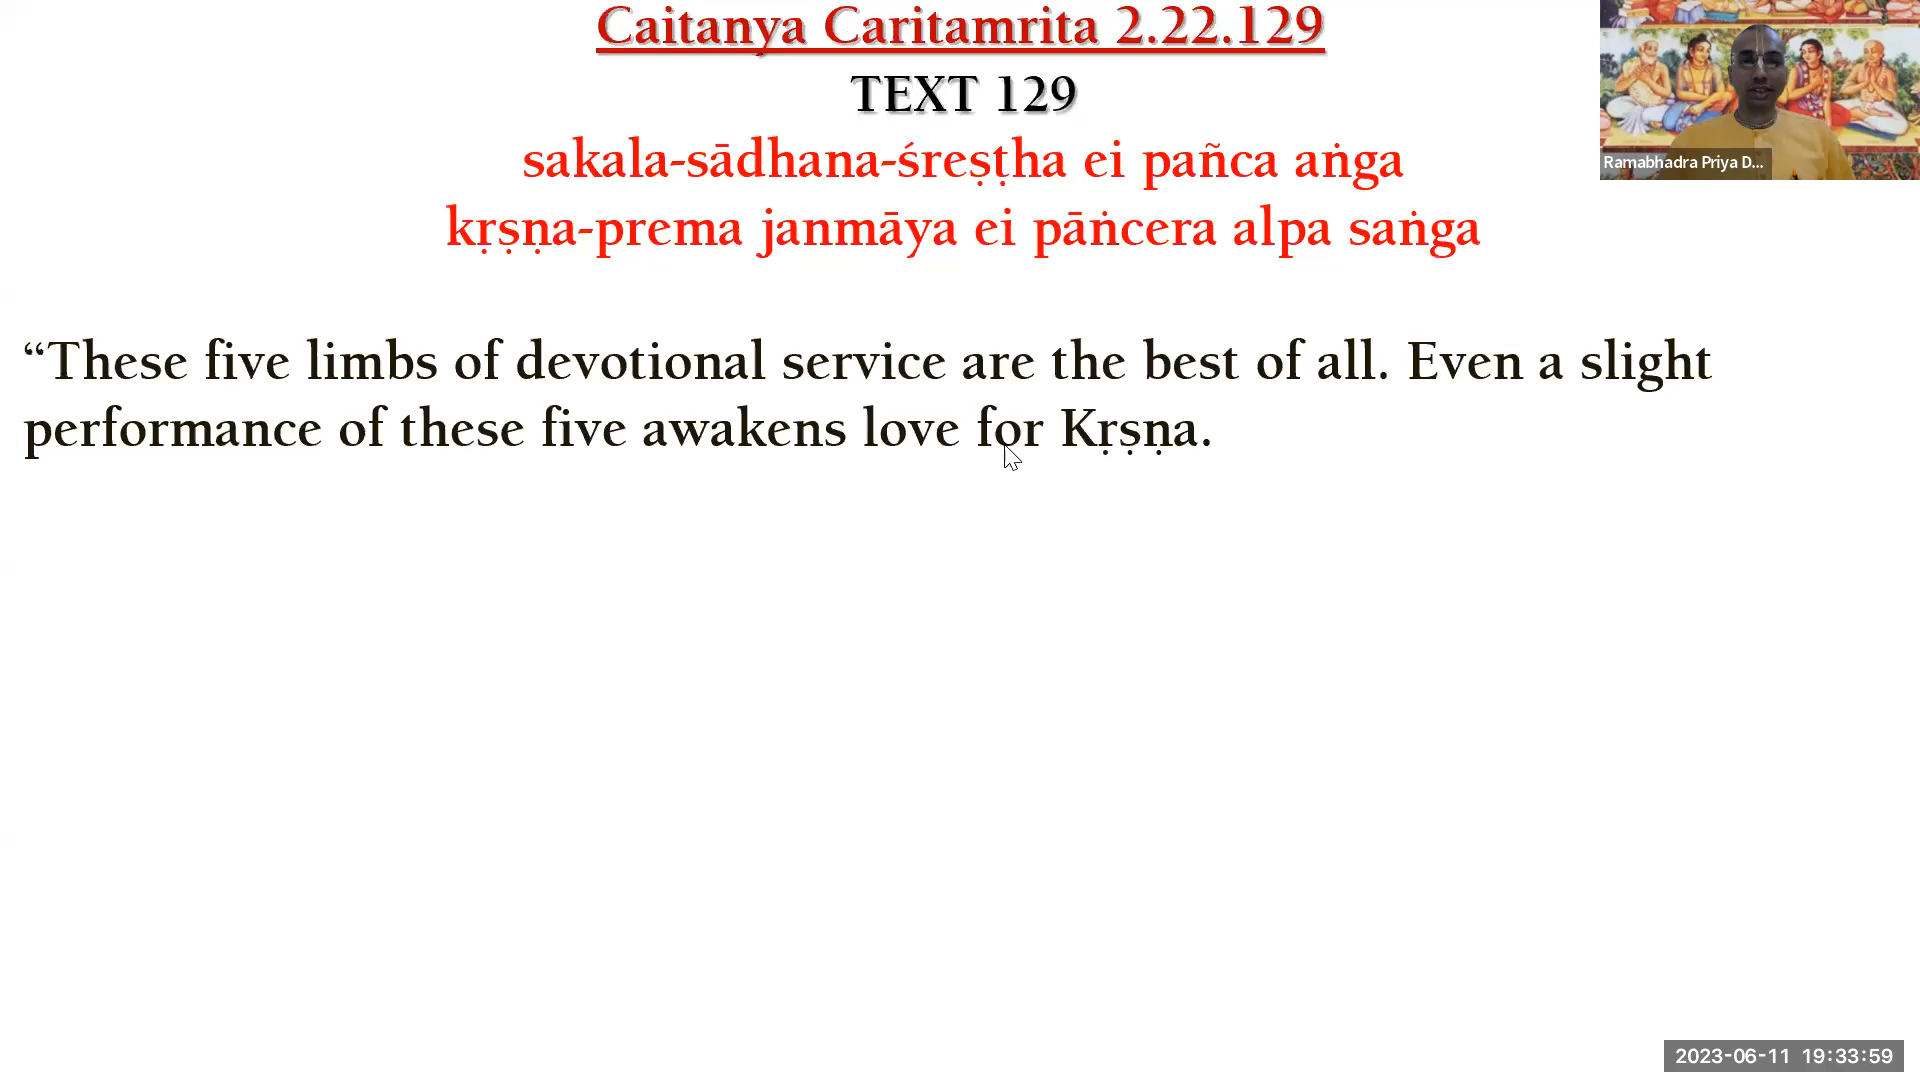 Caitanya Caritamrita 2.22.129
TEXT 129
sakala-sādhana-śreṣṭha ei pañca aṅga
kṛṣṇa-prema janmāya ei pāṅcera alpa saṅga
“These five limbs of devotional service are the best of all. Even a slight
performance of these five awakens love for Kṛṣṇa.
Ramabhadra Priya D...
2023-06-11 19:33:59